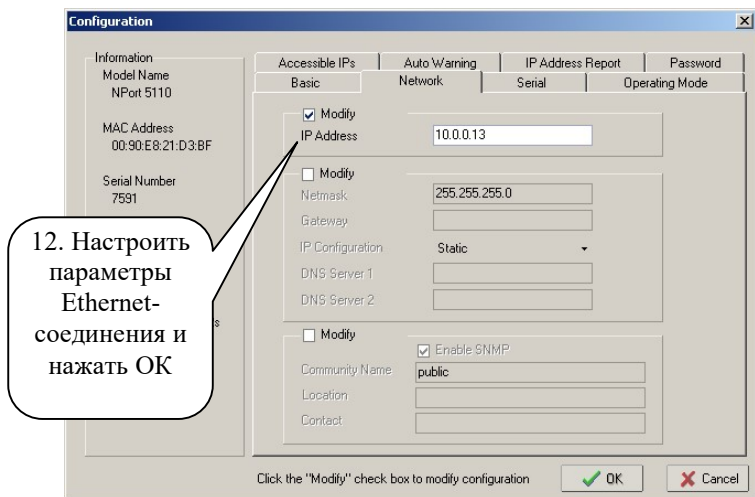 Configuration
Information
Model Name
NPort 5110
MAC Address
00:90:E8:21:D3:BF
Serial Number
7591
Accessible IPs
Auto Warning
IP Address Report
Password
Basic
Network
Serial
Operating Mode
Modify
IP Address
10.0.0.13
Modify
Netmask
255.255.255.0
Gateway
IP Configuration
Static
DNS Server 1
DNS Server 2
Modify
Enable SNMP
Community Name
public
Location
Contact
12. Настроить
параметры
Ethernet-
соединения и
нажать ОК
Click the "Modify" check box to modify configuration
OK
Cancel